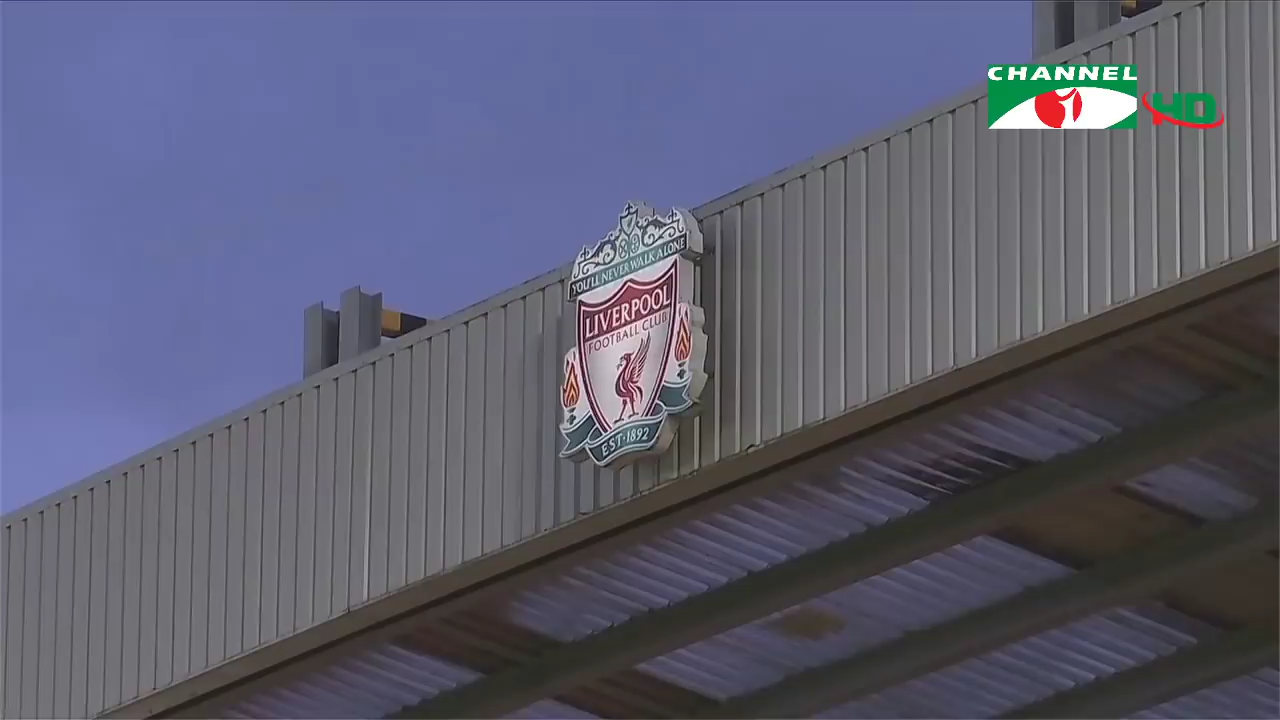 CHANNEL
i HD
YOU'LL NEVER WALK ALONE
LIVERPOOL
FOOTBALL CLUB
EST·1892